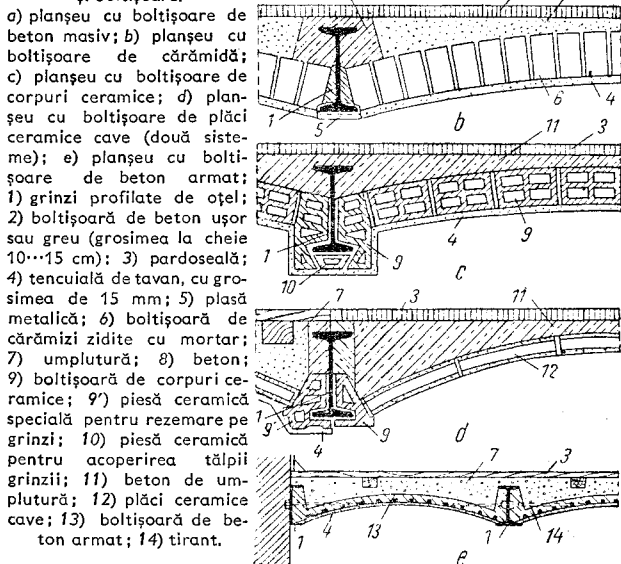 a) planșeu cu boltișoare de
beton masiv; b) planșeu cu
boltișoare de cărămidă;
c) planșeu cu boltișoare de
corpuri ceramice; d) plan-
șeu cu boltișoare de plăci
ceramice cave (două siste-
me); e) planșeu cu bolti-
șoare de beton armat;
1) grinzi profilate de oțel;
2) boltișoară de beton ușor
sau greu (grosimea la cheie
10···15 cm); 3) pardoseală;
4) tencuială de tavan, cu gro-
simea de 15 mm; 5) plasă
metalică; 6) boltișoară de
cărămizi zidite cu mortar;
7) umplutură; 8) beton;
9) boltișoară de corpuri ce-
ramice; 9') piesă ceramică
specială pentru rezemare pe
grinzi; 10) piesă ceramică
pentru acoperirea tălpii
grinzii; 11) beton de um-
plutură; 12) plăci ceramice
cave; 13) boltișoară de be-
ton armat; 14) tirant.
1 5 b 6 4
11 3
1 10 9 c 4 9
7 3 11
1 9' 4 9 d 12
7 3
1 4 13 1 14
e